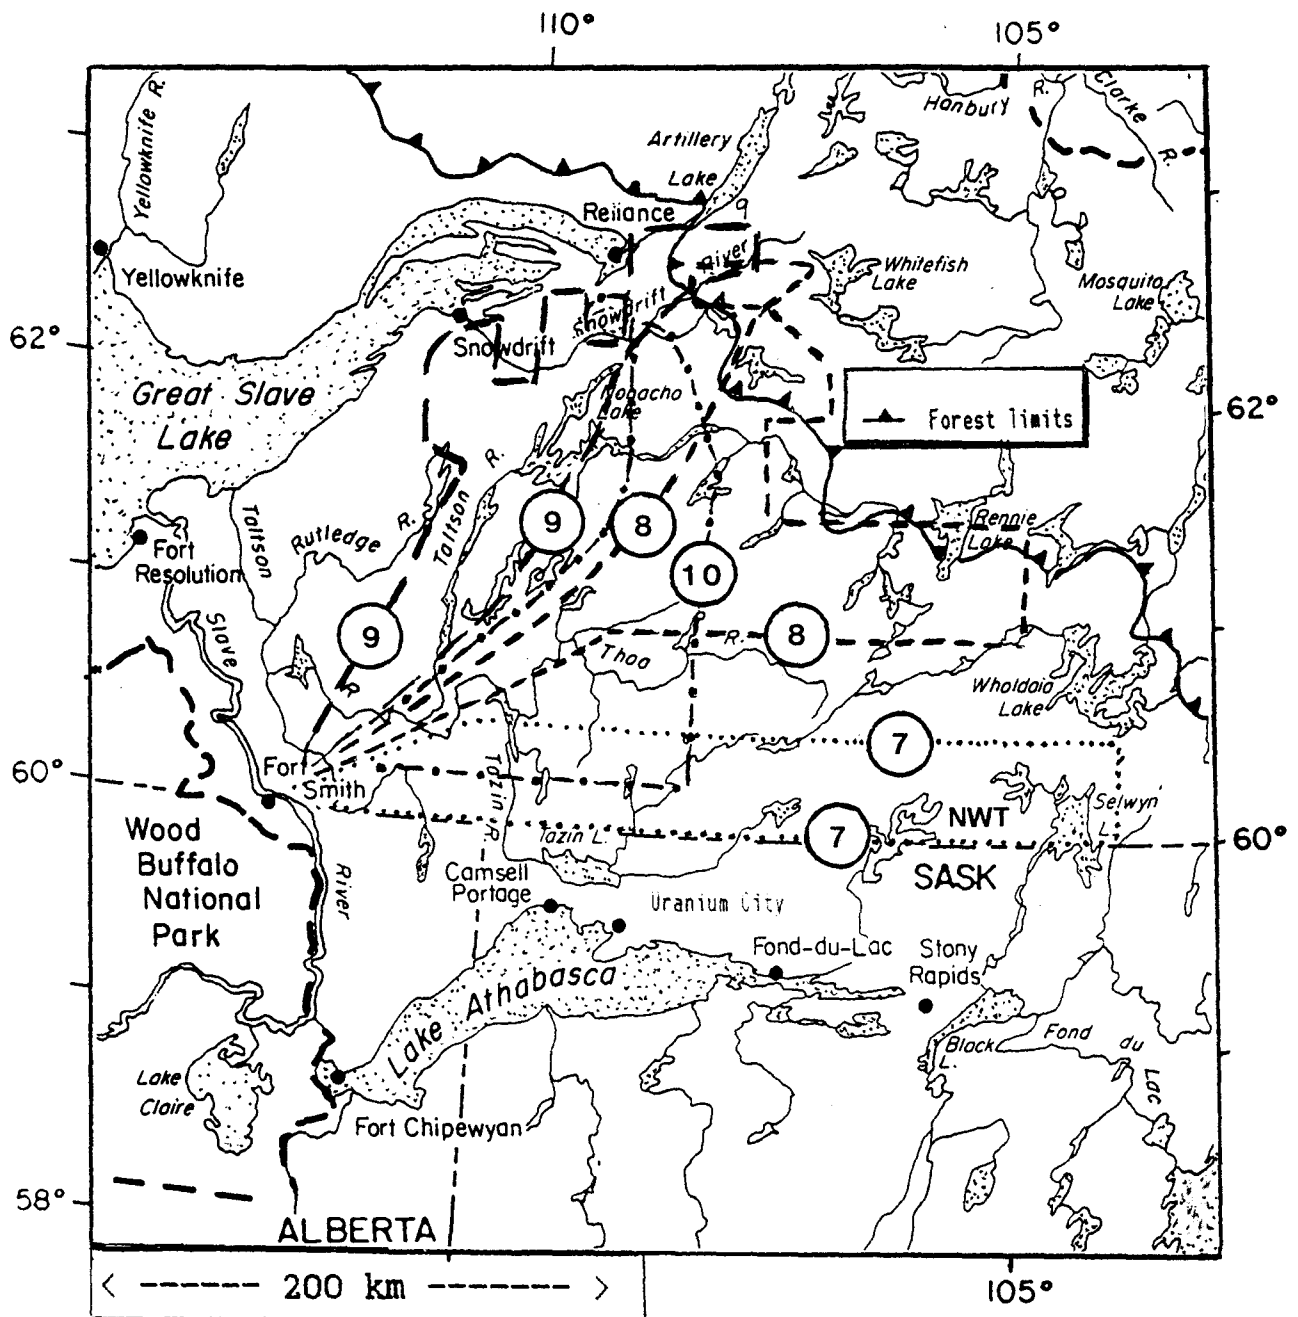 110°
105°
Yellowknife R.
Hanbury
R.
Clarke
R.
Artillery
Lake
Reliance
9
River
Yellowknife
Whitefish
Lake
Mosquito
Lake
62°
Snowdrift
Snowdrift
Great Slave
Lake
Nonacho
Lake
Forest limits
62°
R.
9
8
Rennie
Lake
Fort
Resolution
Taltson
Rutledge
R.
Taltson
10
Slave
9
R.
8
Thoa
R.
Wholdaia
Lake
7
60°
Fort
Smith
Tazin
R.
Selwyn
L.
NWT
7
60°
Wood
Buffalo
National
Park
Tazin L.
SASK
River
Camsell
Portage
Uranium City
Fond-du-Lac
Stony
Rapids
Lake Athabasca
Black
L.
Fond
du
Lac
Lake
Claire
Fort Chipewyan
58°
ALBERTA
200 km
105°